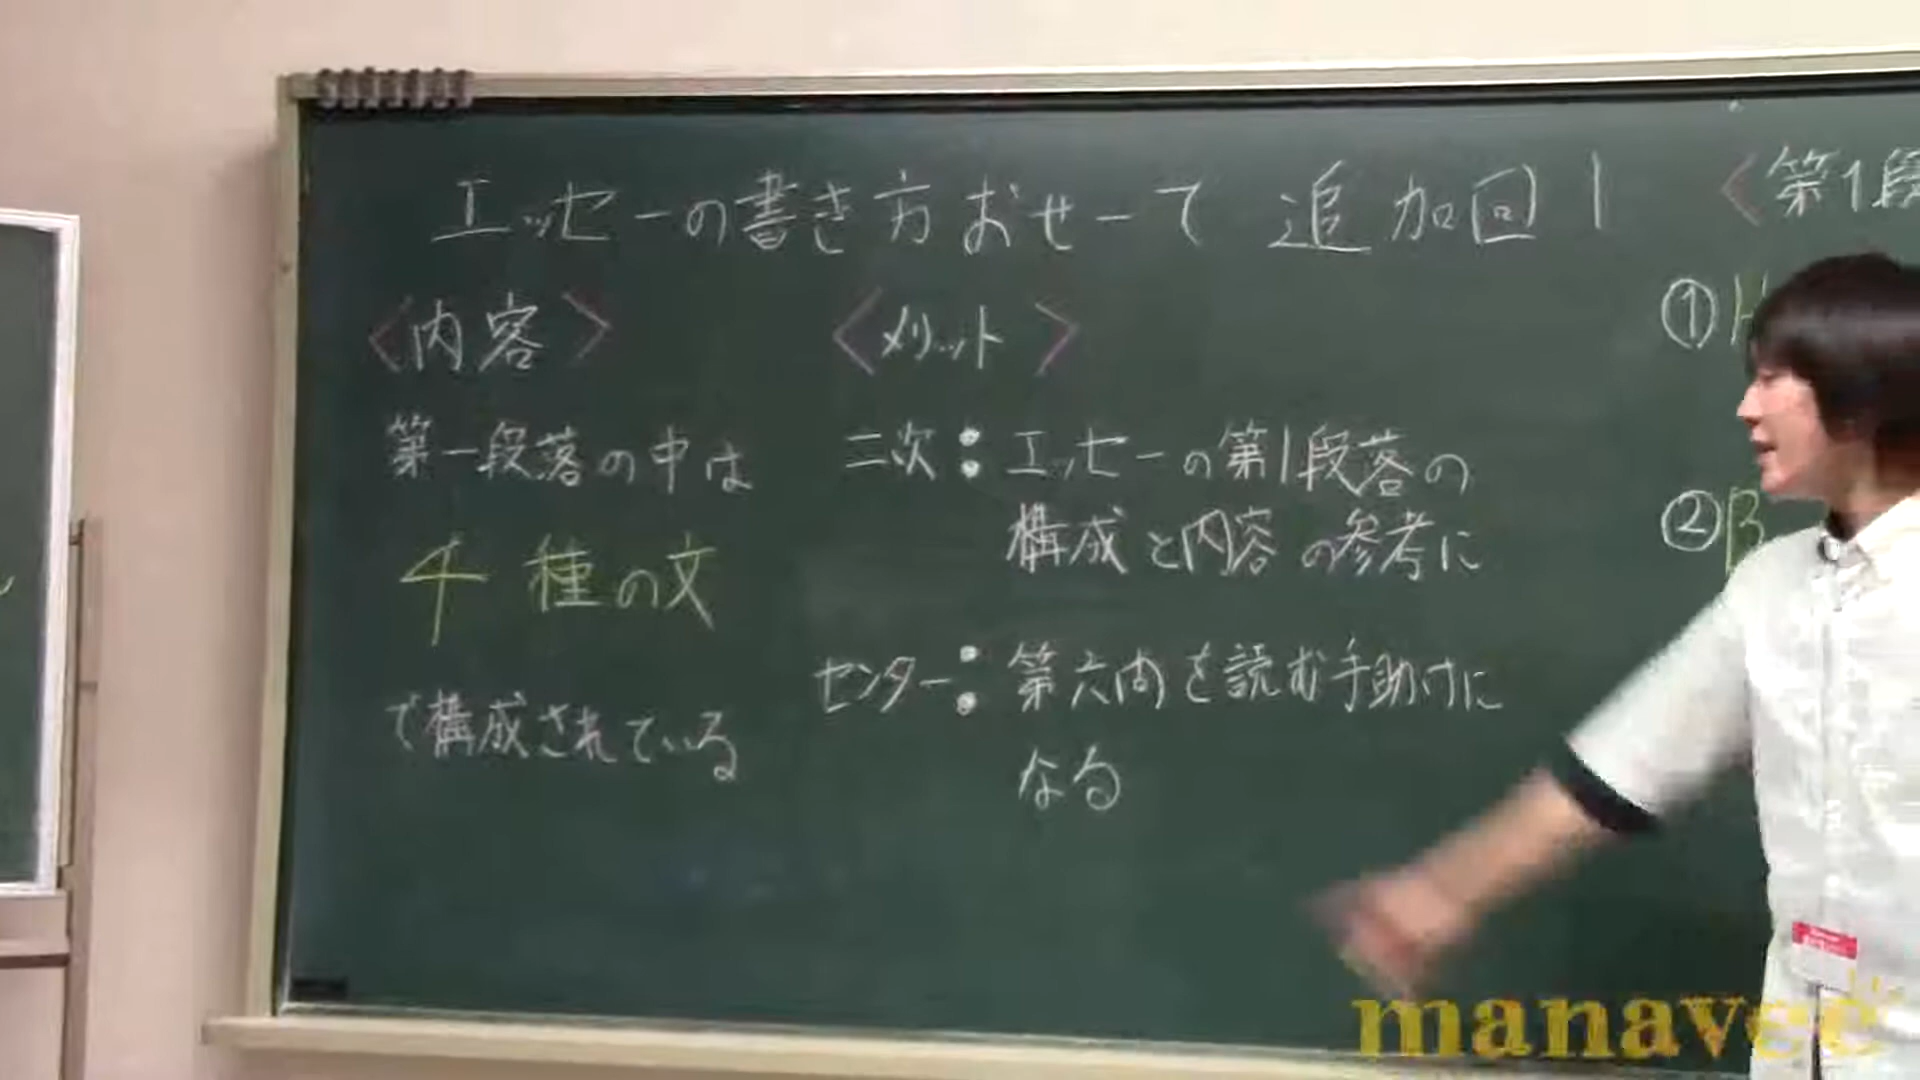 エッセーの書き方おせーて 追加回1
<内容>
第一段落の中は
4種の文
で構成されている
<メリット>
二次:エッセーの第1段落の
構成と内容の参考に
センター:第六問を読む手助けに
なる
<第1段
①H
②B
manavee